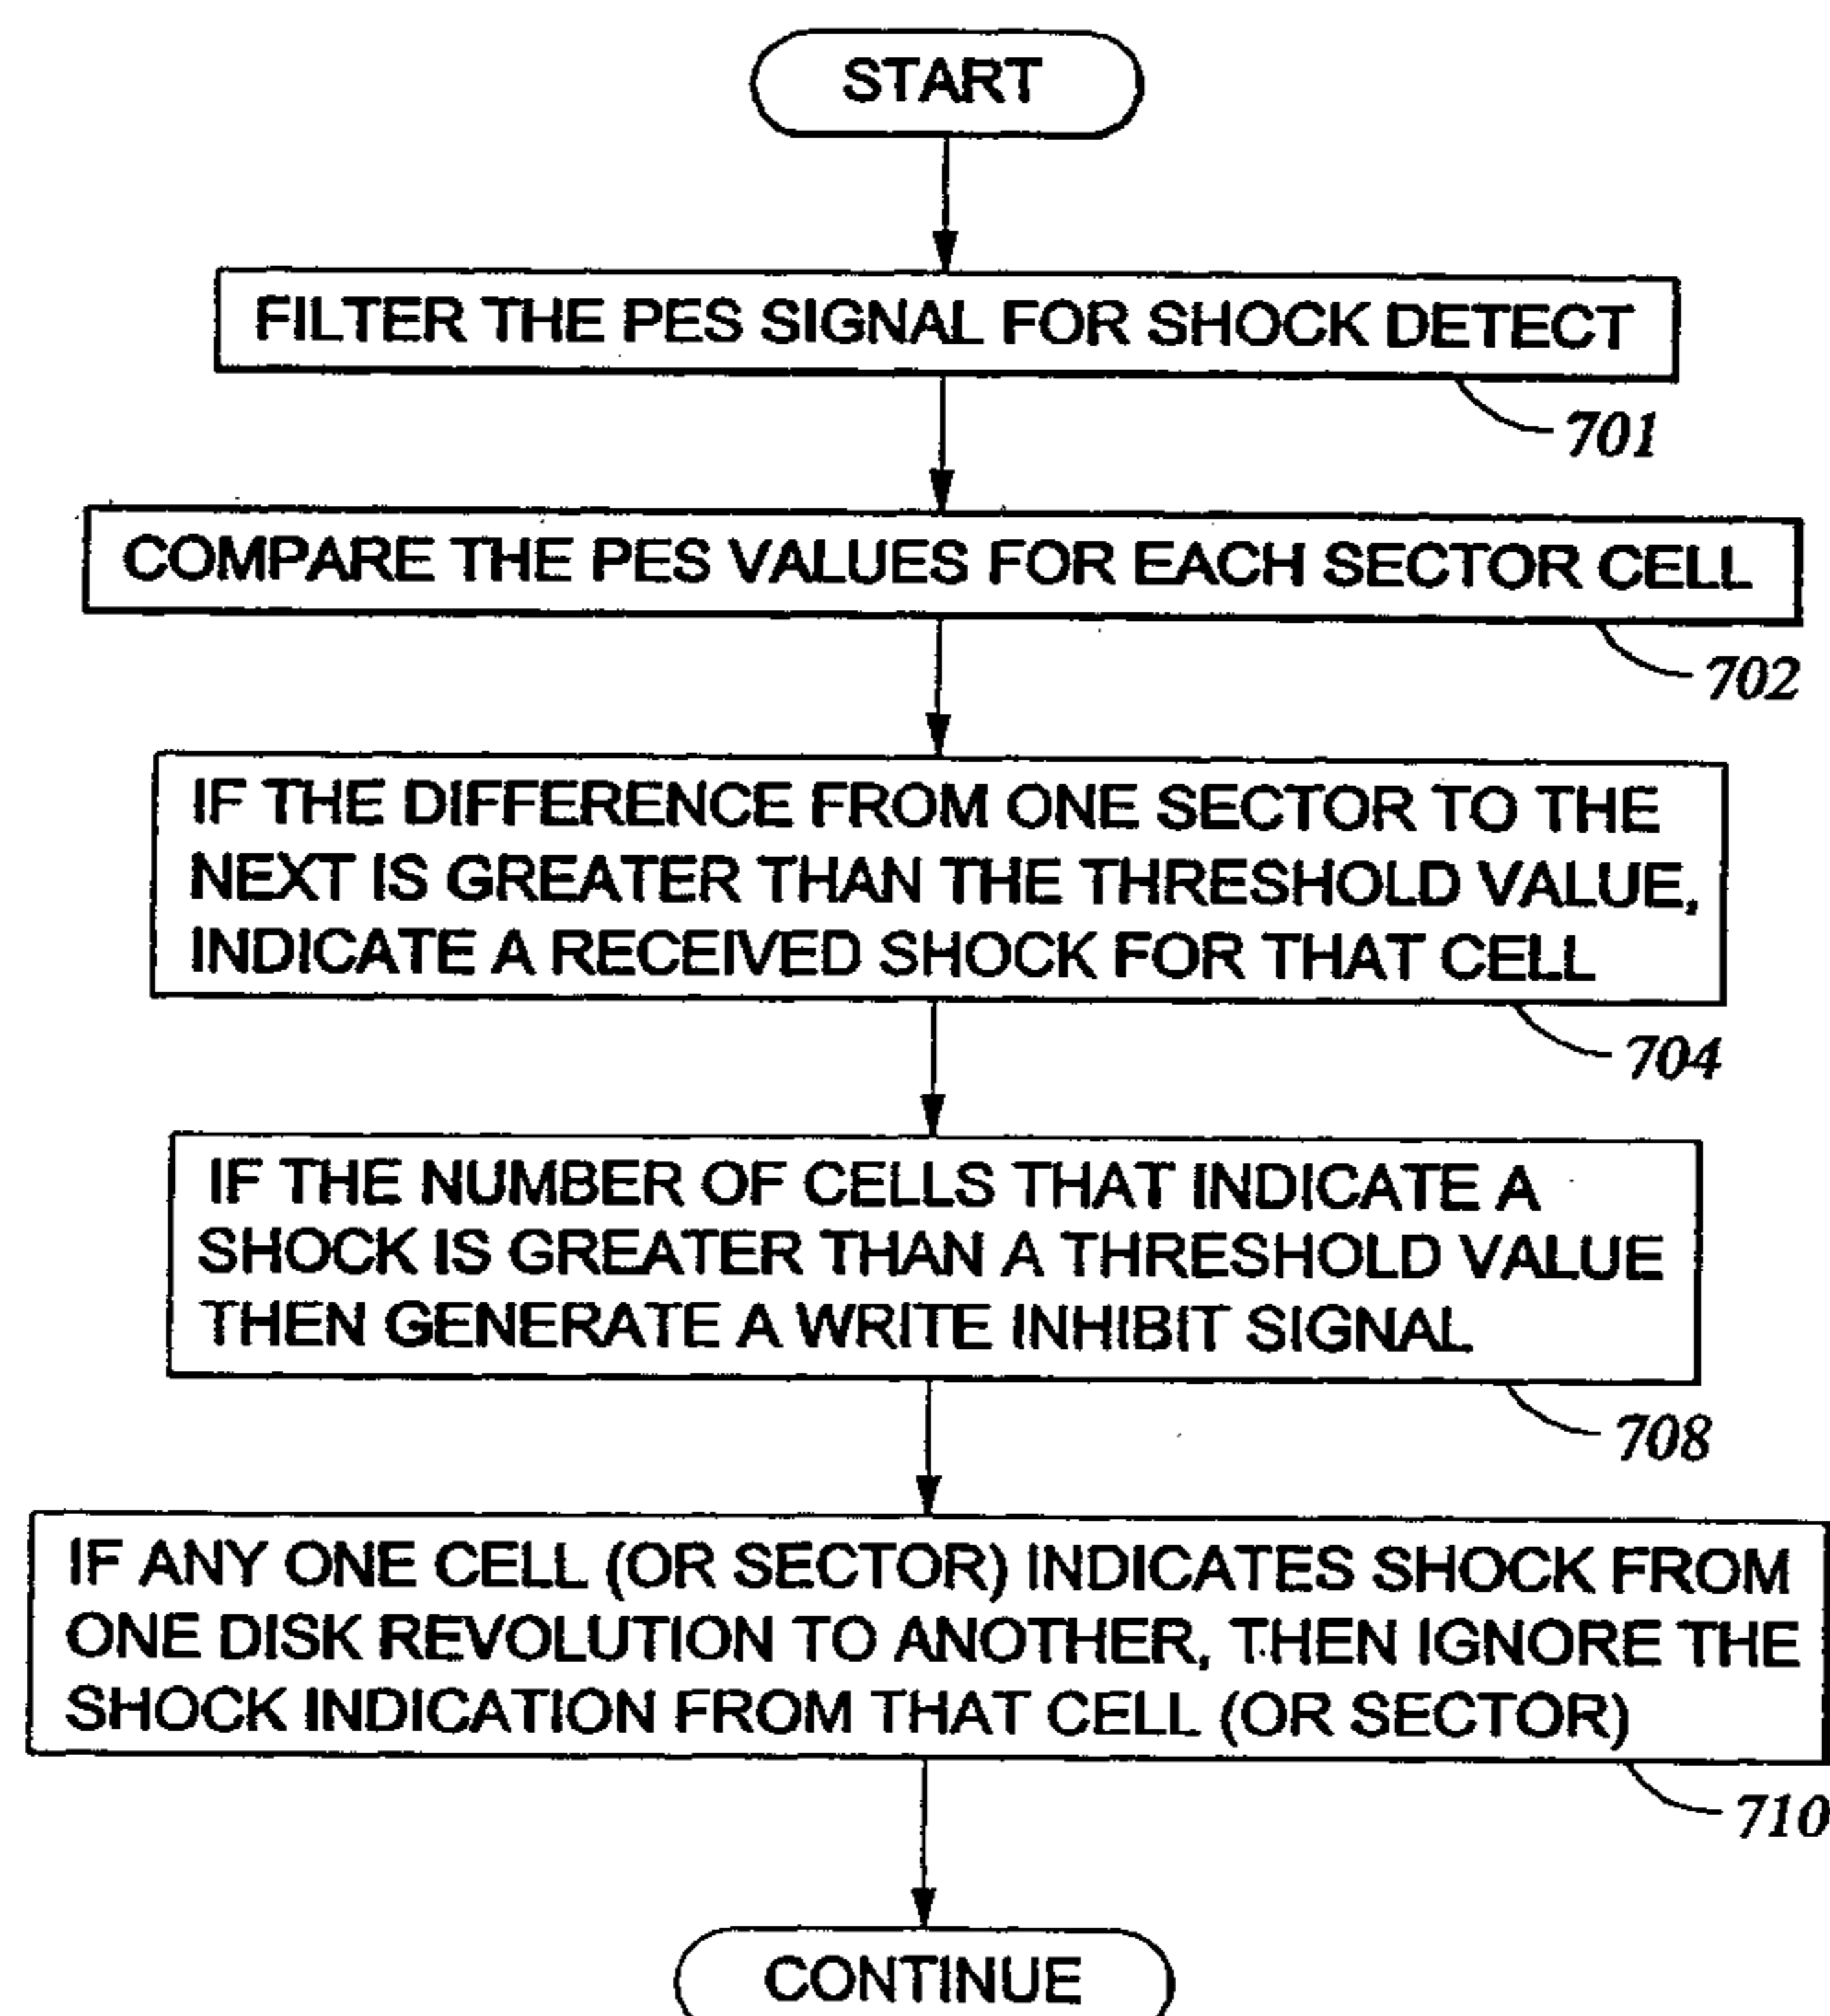 START
FILTER THE PES SIGNAL FOR SHOCK DETECT
701
COMPARE THE PES VALUES FOR EACH SECTOR CELL
702
IF THE DIFFERENCE FROM ONE SECTOR TO THE
NEXT IS GREATER THAN THE THRESHOLD VALUE,
INDICATE A RECEIVED SHOCK FOR THAT CELL
704
IF THE NUMBER OF CELLS THAT INDICATE A
SHOCK IS GREATER THAN A THRESHOLD VALUE
THEN GENERATE A WRITE INHIBIT SIGNAL
708
IF ANY ONE CELL (OR SECTOR) INDICATES SHOCK FROM
ONE DISK REVOLUTION TO ANOTHER, THEN IGNORE THE
SHOCK INDICATION FROM THAT CELL (OR SECTOR)
710
CONTINUE